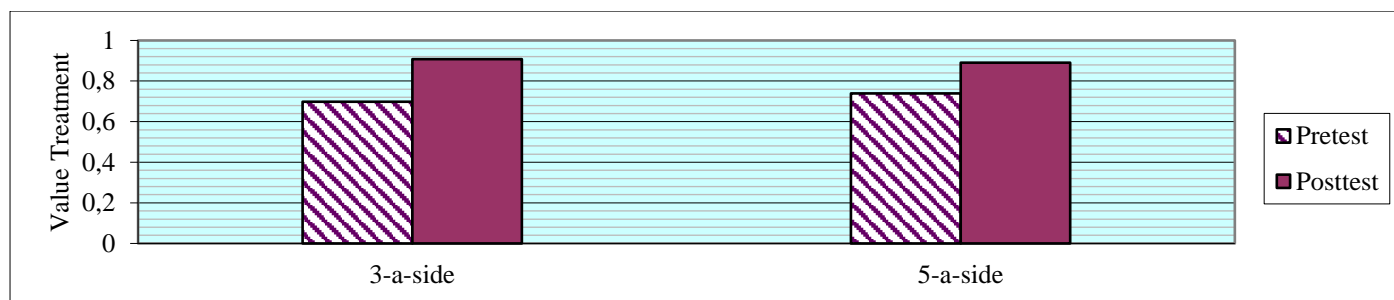 Value Treatment
1
0,8
0,6
0,4
0,2
0
3-a-side
5-a-side
Pretest
Posttest